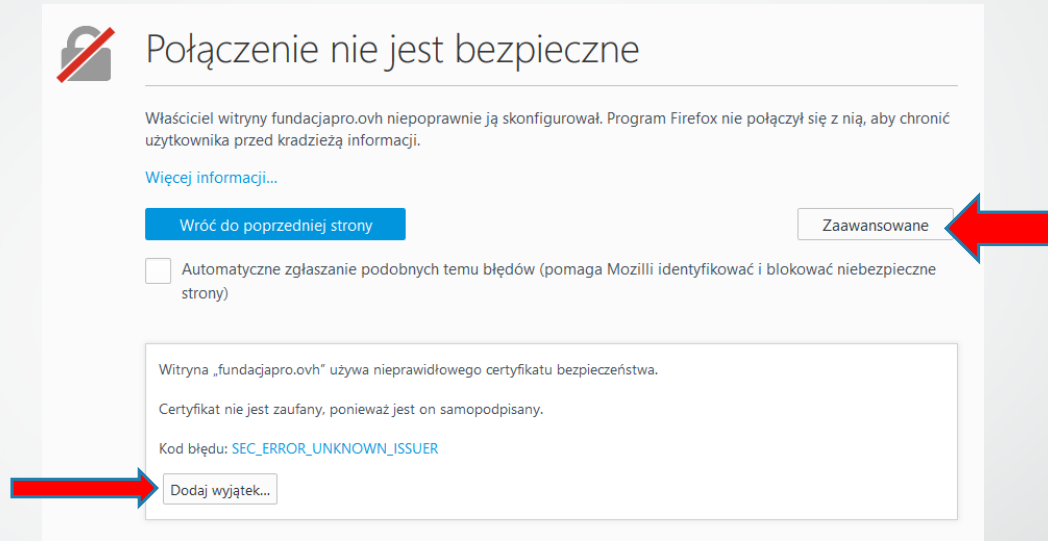 Połączenie nie jest bezpieczne
Właściciel witryny fundacjapro.ovh niepoprawnie ją skonfigurował. Program Firefox nie połączył się z nią, aby chronić
użytkownika przed kradzieżą informacji.
Więcej informacji...
Wróć do poprzedniej strony
Zaawansowane
Automatyczne zgłaszanie podobnych temu błędów (pomaga Mozilli identyfikować i blokować niebezpieczne
strony)
Witryna „fundacjapro.ovh” używa nieprawidłowego certyfikatu bezpieczeństwa.
Certyfikat nie jest zaufany, ponieważ jest on samopodpisany.
Kod błędu: SEC_ERROR_UNKNOWN_ISSUER
Dodaj wyjątek...